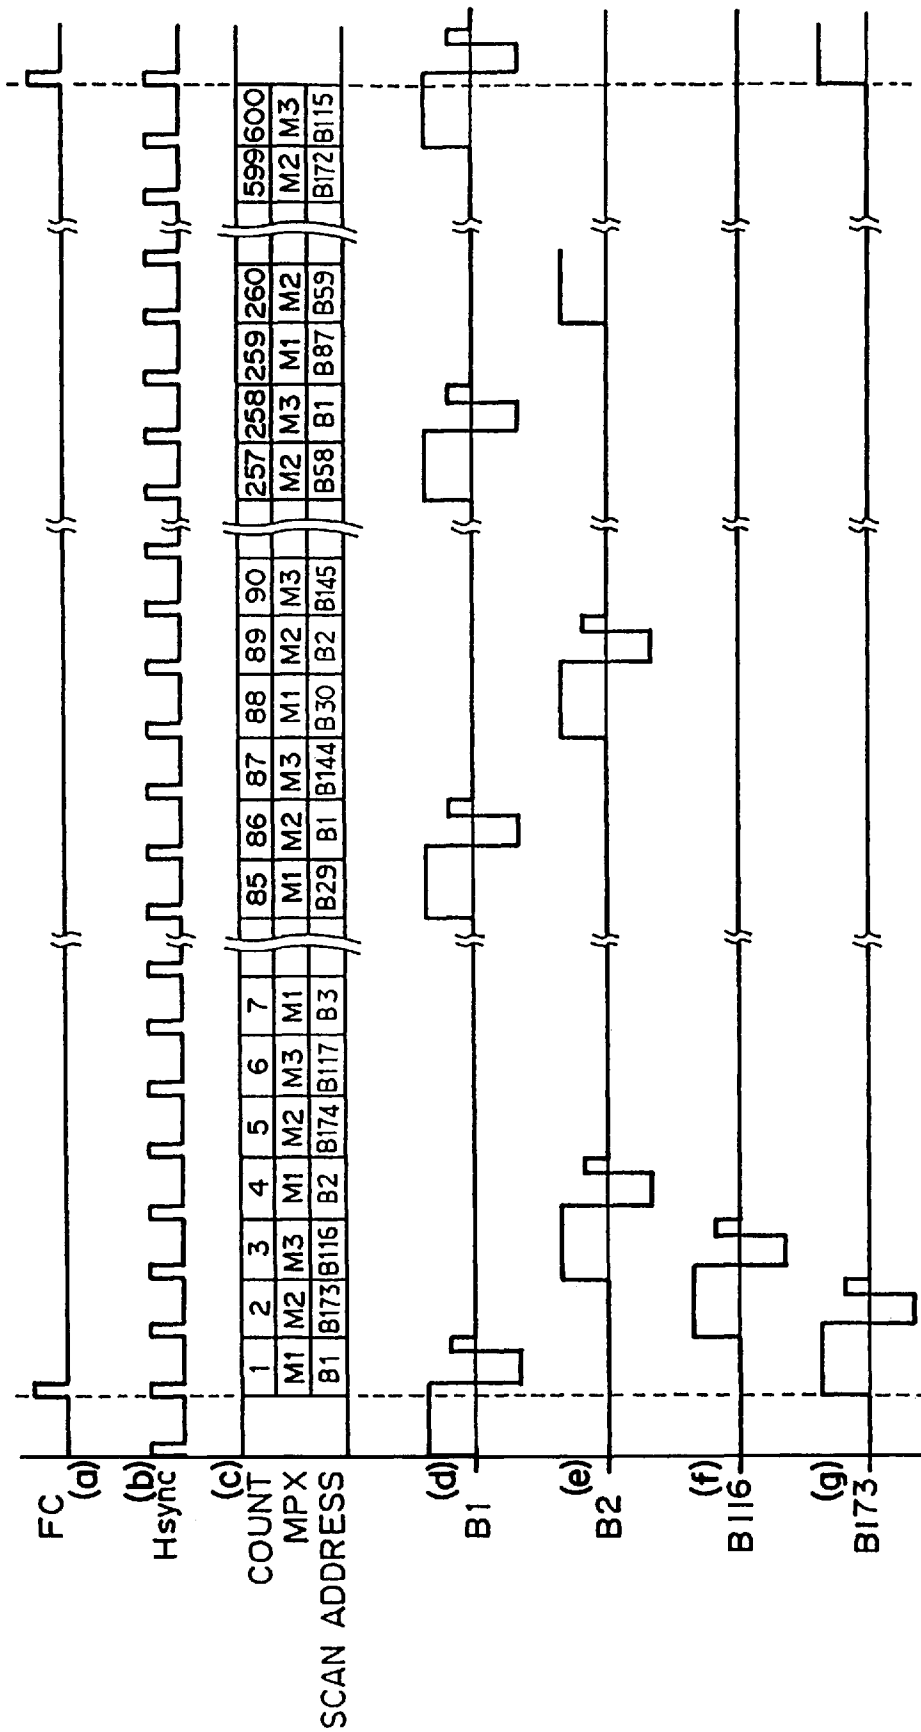 FC
(a)
(b)
Hsync
(c)
COUNT 1 2 3 4 5 6 7 85 86 87 88 89 90 257 258 259 260 599 600
MPX M1 M2 M3 M1 M2 M3 M1 M1 M2 M3 M1 M2 M3 M2 M3 M1 M2 M2 M3
SCAN ADDRESS B1 B173 B116 B2 B174 B117 B3 B29 B1 B144 B30 B2 B145 B58 B1 B87 B59 B172 B115
(d)
B1
(e)
B2
(f)
B116
(g)
B173